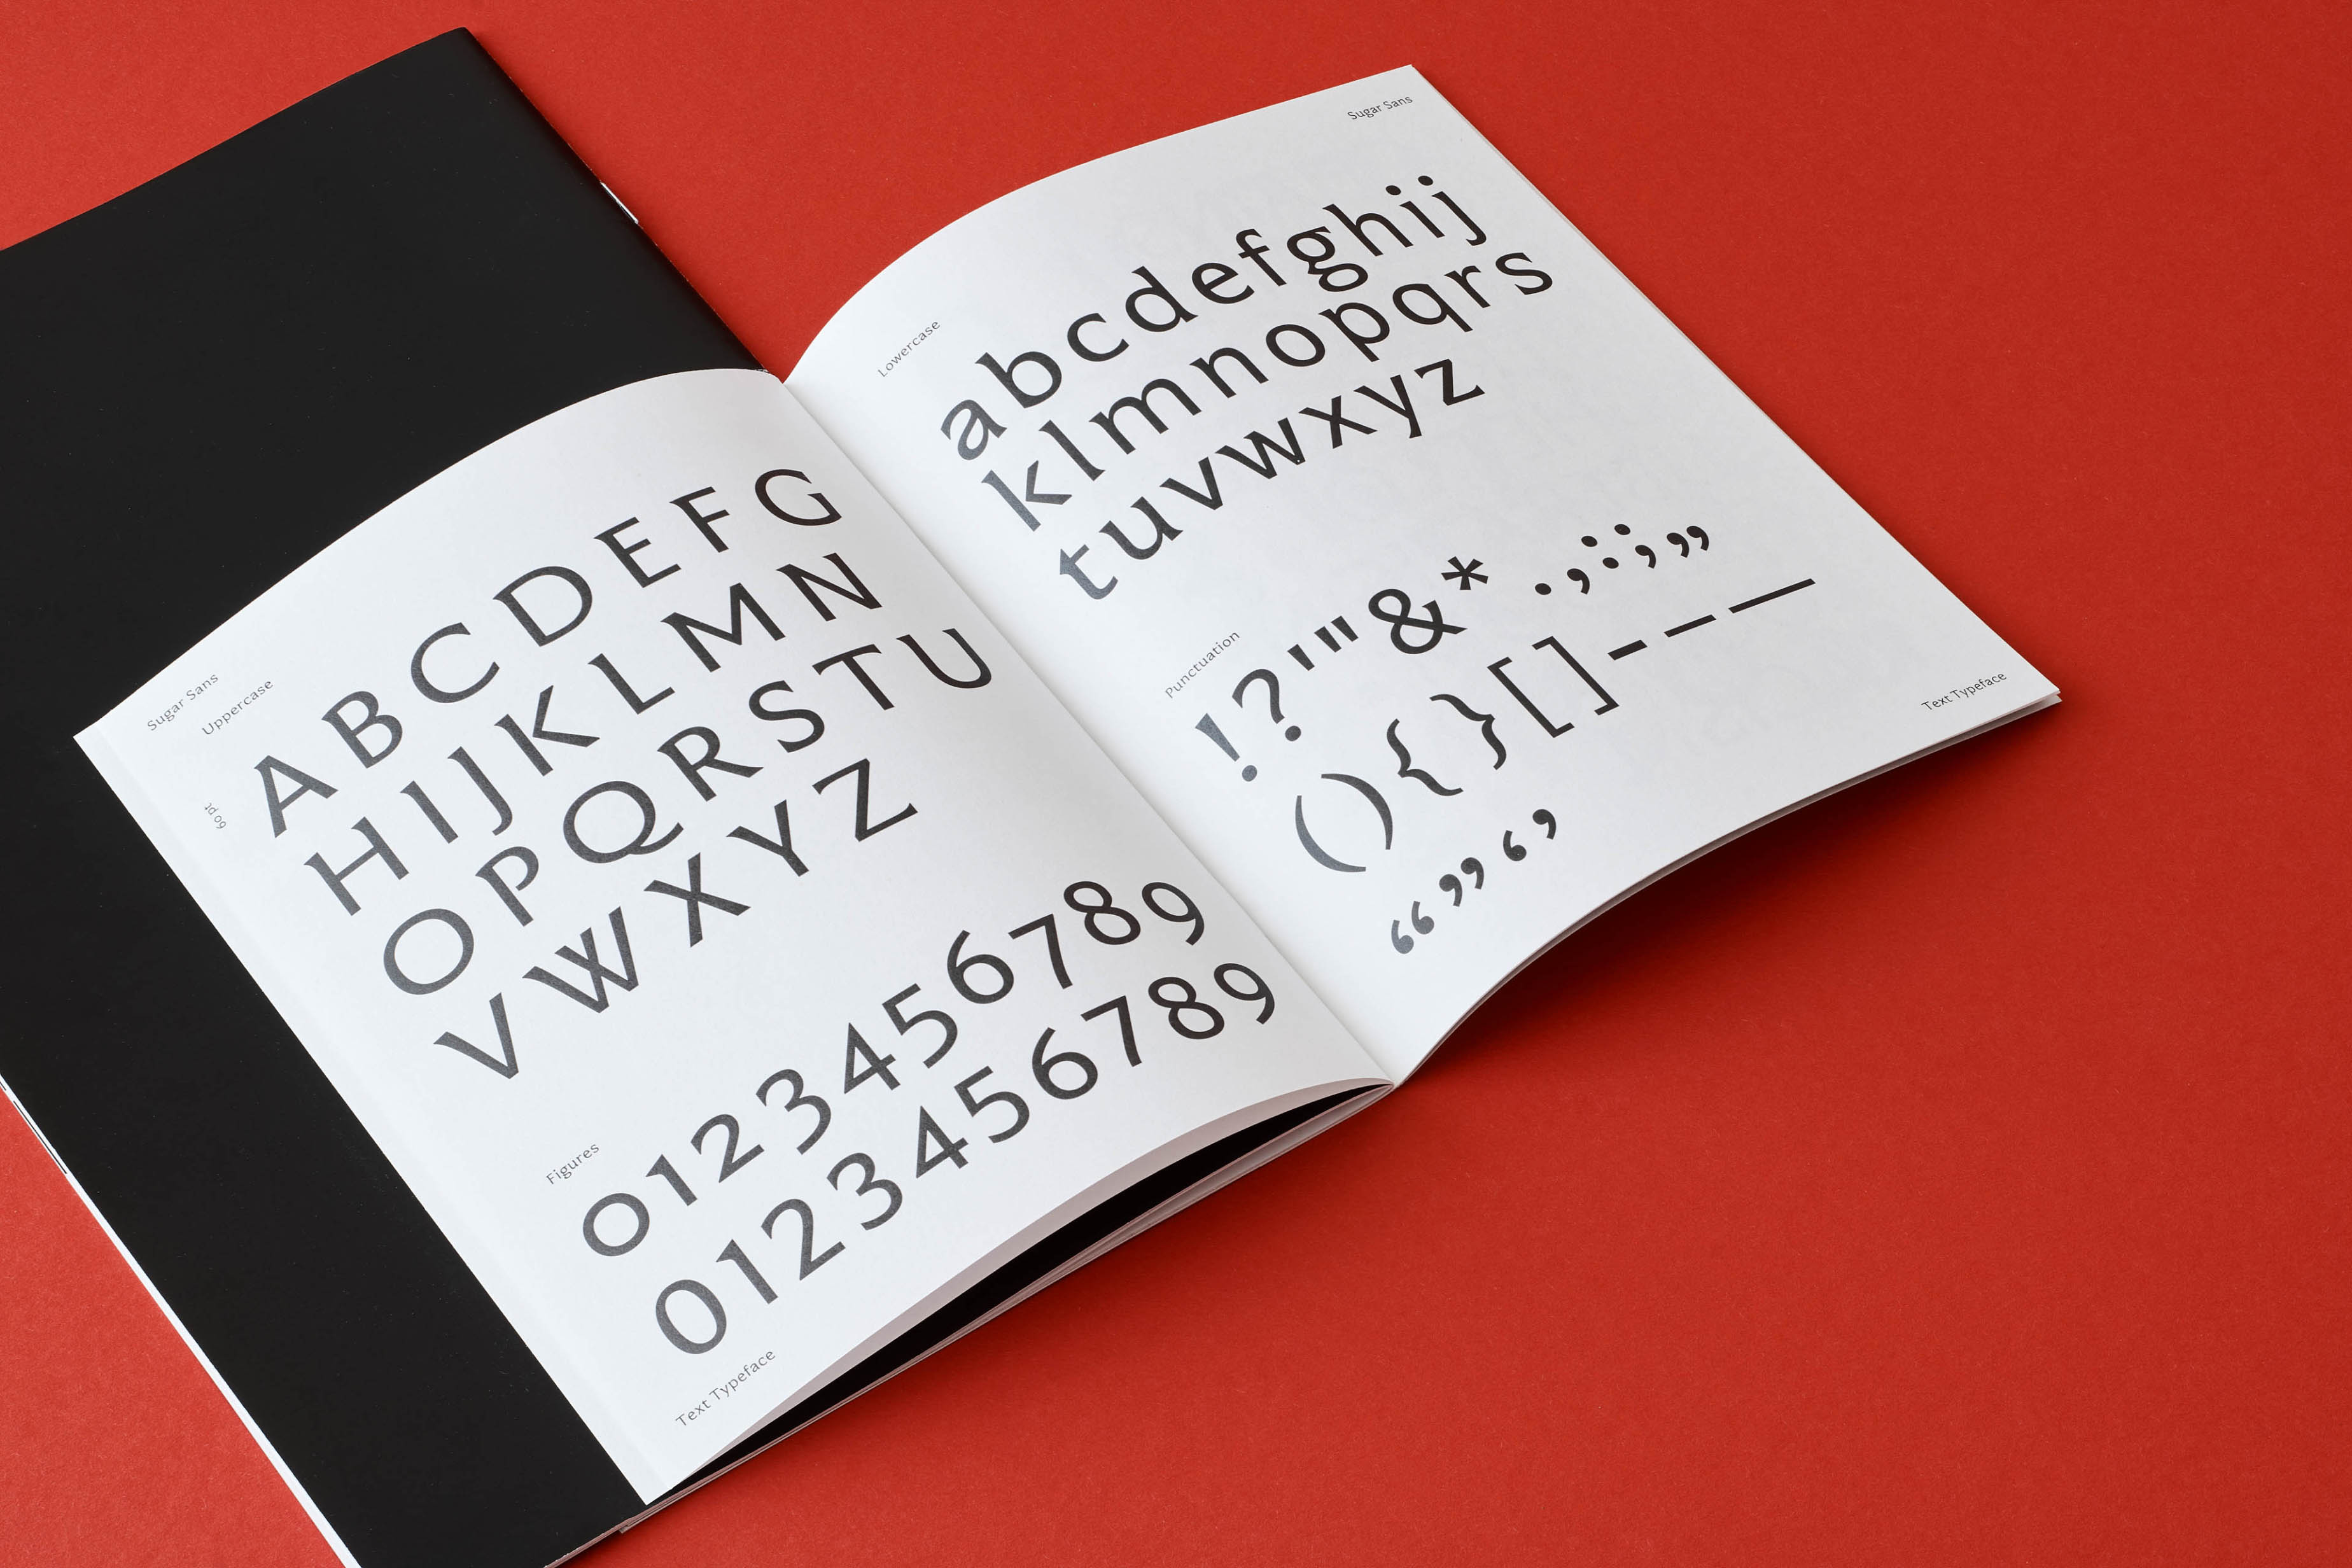 Sugar Sans
Uppercase
60pt
A B C D E F G
H I J K L M N
O P Q R S T U
V W X Y Z
Figures
0123456789
0123456789
Text Typeface
Sugar Sans
Lowercase
abcdefghij
klmnopqrs
tuvwxyz
Punctuation
!?'"&* .,:;„
(){}[]-–—
“”‘’
Text Typeface